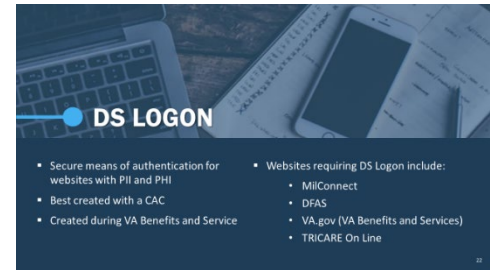 DS LOGON
▪ Secure means of authentication for
websites with PII and PHI
▪ Best created with a CAC
▪ Created during VA Benefits and Service
▪ Websites requiring DS Logon include:
• MilConnect
• DFAS
• VA.gov (VA Benefits and Services)
• TRICARE On Line